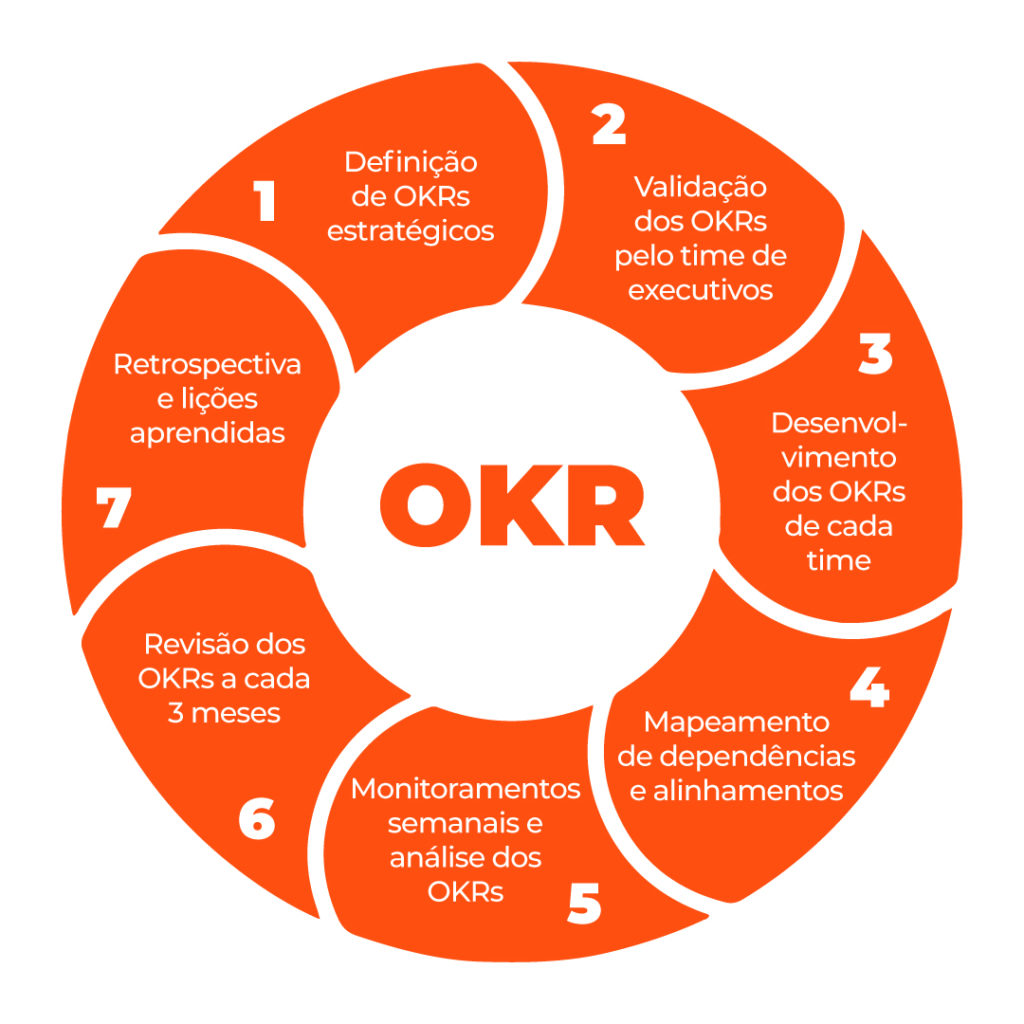 1
Definição
de OKRs
estratégicos
2
Validação
dos OKRs
pelo time de
executivos
3
Desenvol-
vimento
dos OKRs
de cada
time
4
Mapeamento
de dependências
e alinhamentos
Monitoramentos
semanais e
análise dos
OKRs
5
Revisão dos
OKRs a cada
3 meses
6
Retrospectiva
e lições
aprendidas
7
OKR